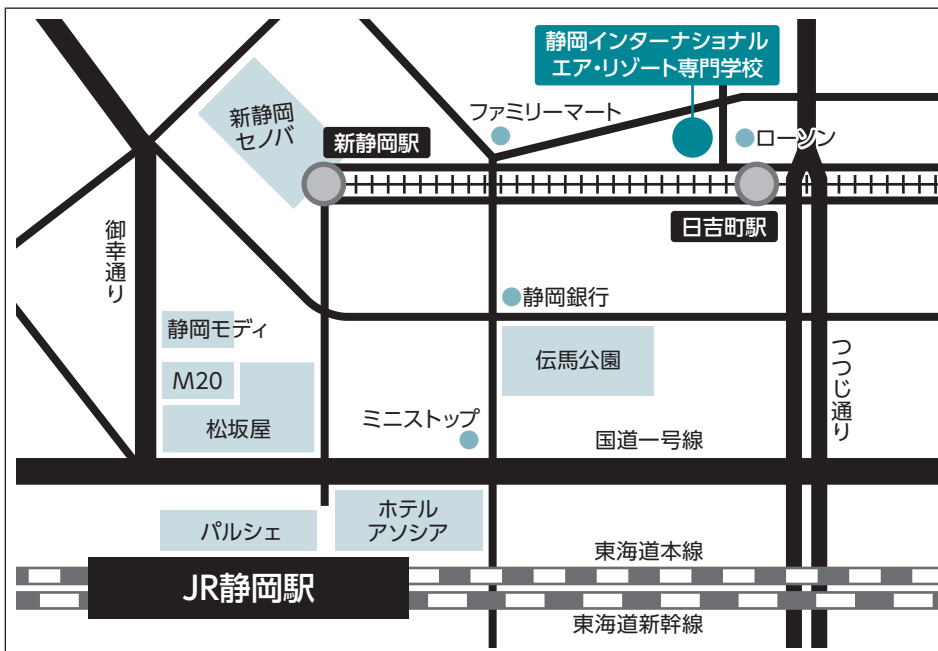 静岡インターナショナル
エア・リゾート専門学校
ファミリーマート
新静岡
セノバ
新静岡駅
ローソン
日吉町駅
御幸通り
静岡銀行
静岡モディ
伝馬公園
つつじ通り
M20
松坂屋
ミニストップ
国道一号線
ホテル
アソシア
パルシェ
東海道本線
JR静岡駅
東海道新幹線